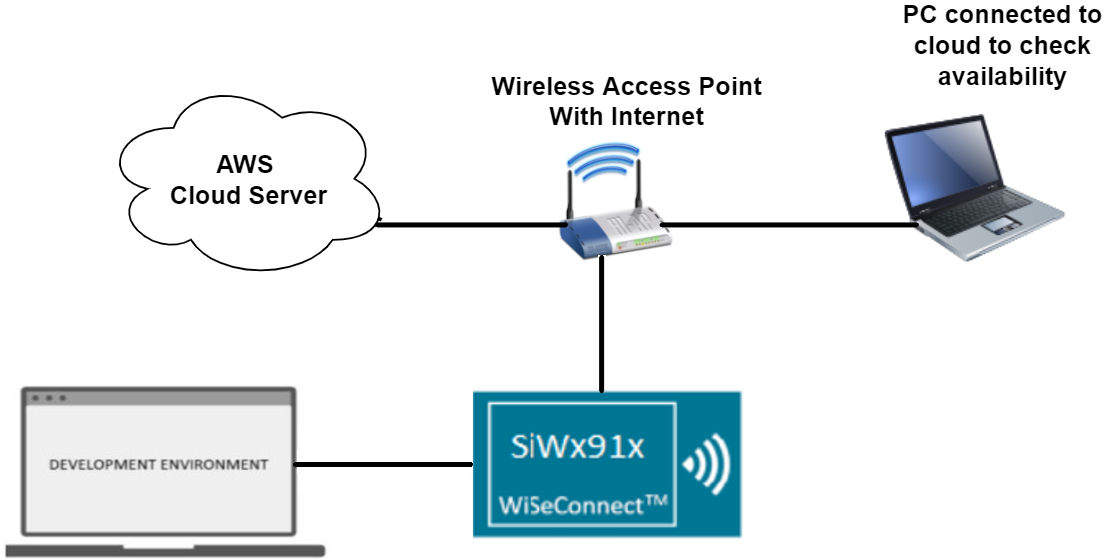 PC connected to
cloud to check
availability
Wireless Access Point
With Internet
AWS
Cloud Server
DEVELOPMENT ENVIRONMENT
SiWx91x
WiSeConnect™